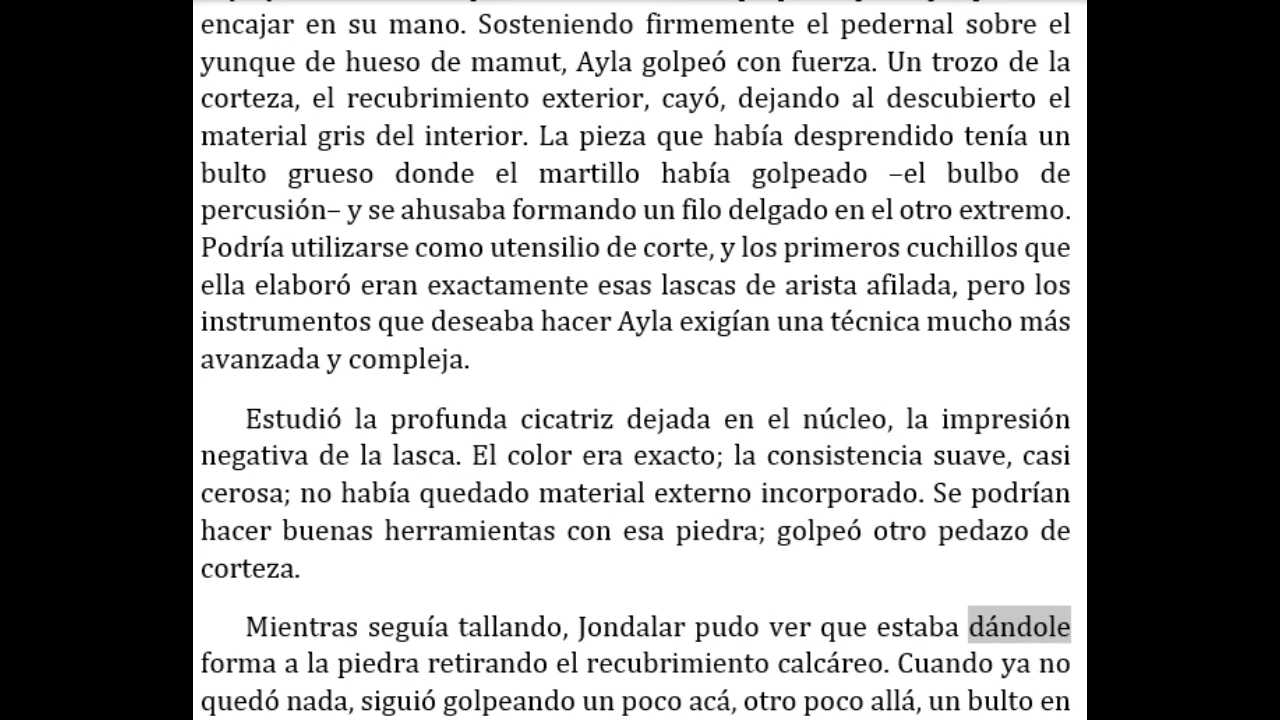 encajar en su mano. Sosteniendo firmemente el pedernal sobre el
yunque de hueso de mamut, Ayla golpeó con fuerza. Un trozo de la
corteza, el recubrimiento exterior, cayó, dejando al descubierto el
material gris del interior. La pieza que había desprendido tenía un
bulto grueso donde el martillo había golpeado –el bulbo de
percusión– y se ahusaba formando un filo delgado en el otro extremo.
Podría utilizarse como utensilio de corte, y los primeros cuchillos que
ella elaboró eran exactamente esas lascas de arista afilada, pero los
instrumentos que deseaba hacer Ayla exigían una técnica mucho más
avanzada y compleja.
Estudió la profunda cicatriz dejada en el núcleo, la impresión
negativa de la lasca. El color era exacto; la consistencia suave, casi
cerosa; no había quedado material externo incorporado. Se podrían
hacer buenas herramientas con esa piedra; golpeó otro pedazo de
corteza.
Mientras seguía tallando, Jondalar pudo ver que estaba dándole
forma a la piedra retirando el recubrimiento calcáreo. Cuando ya no
quedó nada, siguió golpeando un poco acá, otro poco allá, un bulto en